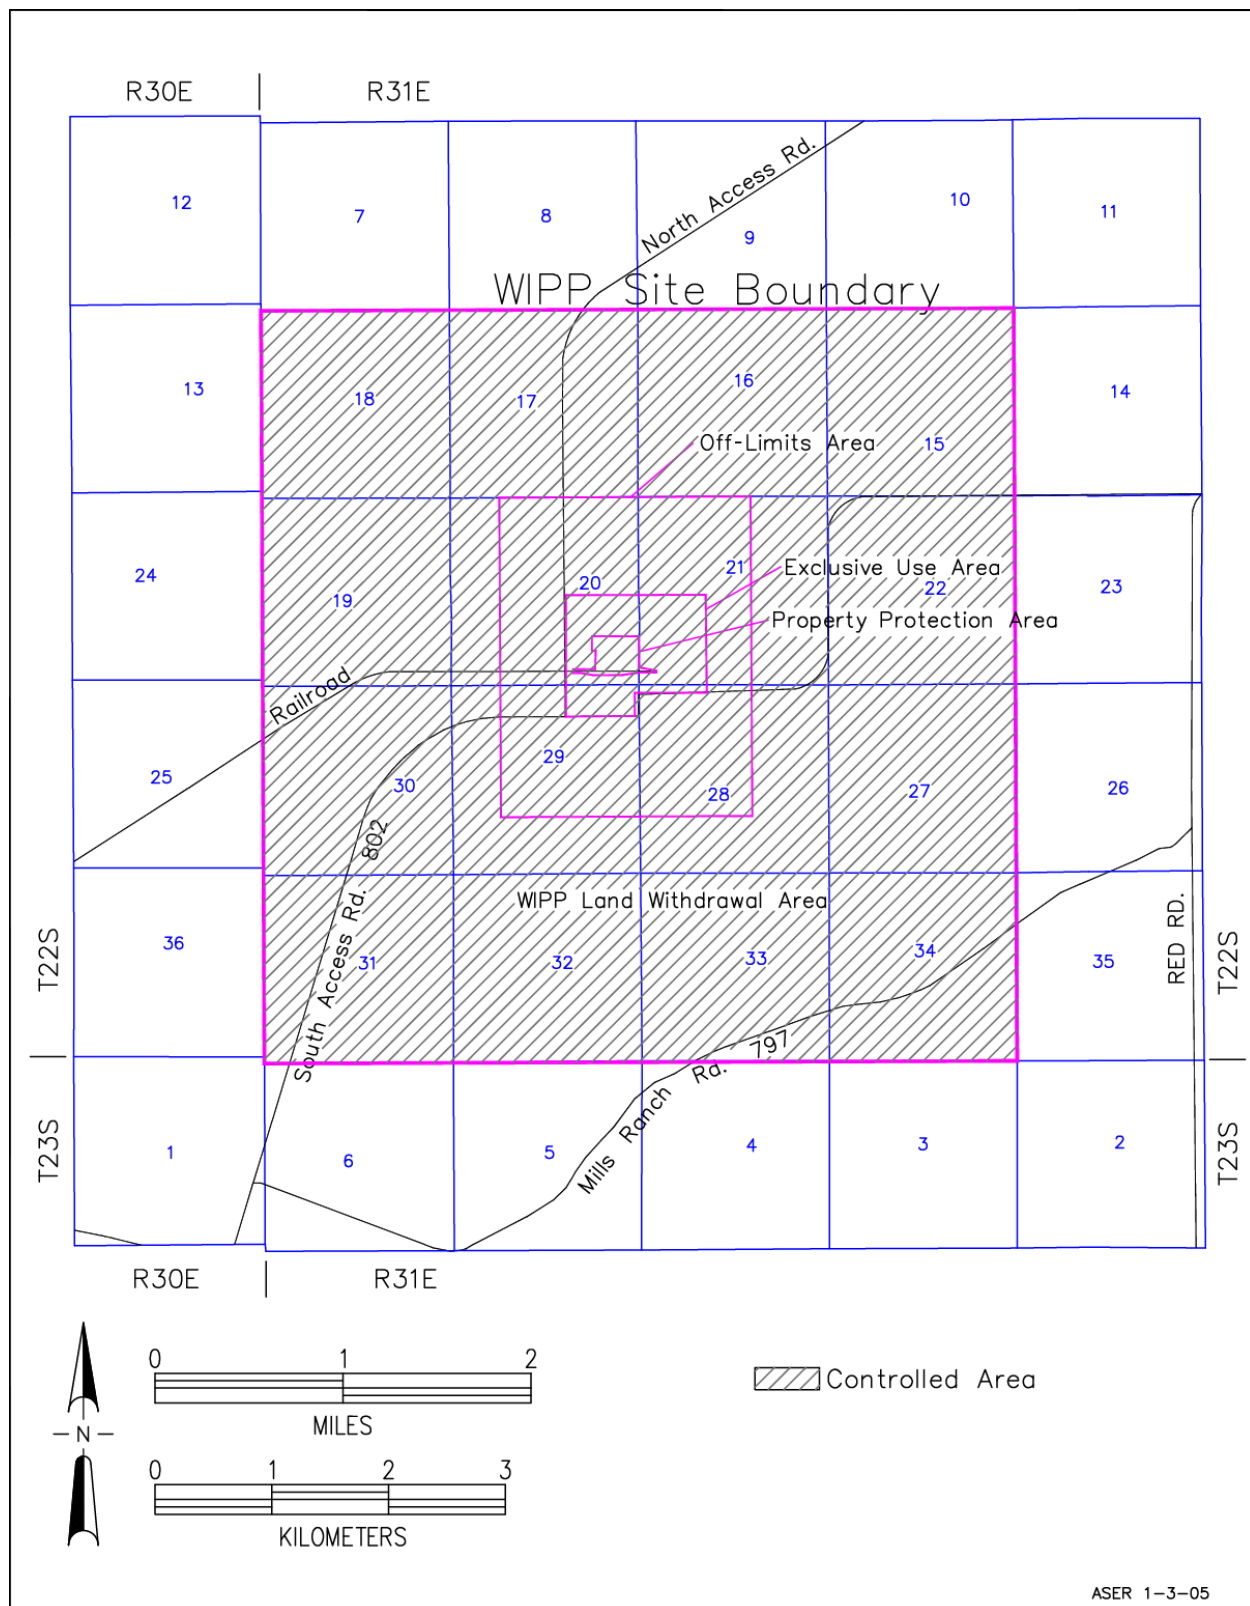 R30E R31E
12 7 8 9 10 11
North Access Rd.
WIPP Site Boundary
13 18 17 16 15 14
Off-Limits Area
24 19 20 21 22 23
Exclusive Use Area
Property Protection Area
Railroad
25 30 29 28 27 26
South Access Rd. 802
WIPP Land Withdrawal Area
36 31 32 33 34 35
RED RD.
T22S T22S
Mills Ranch Rd. 797
T23S T23S
1 6 5 4 3 2
R30E R31E
N
0 1 2
MILES
0 1 2 3
KILOMETERS
Controlled Area
ASER 1-3-05